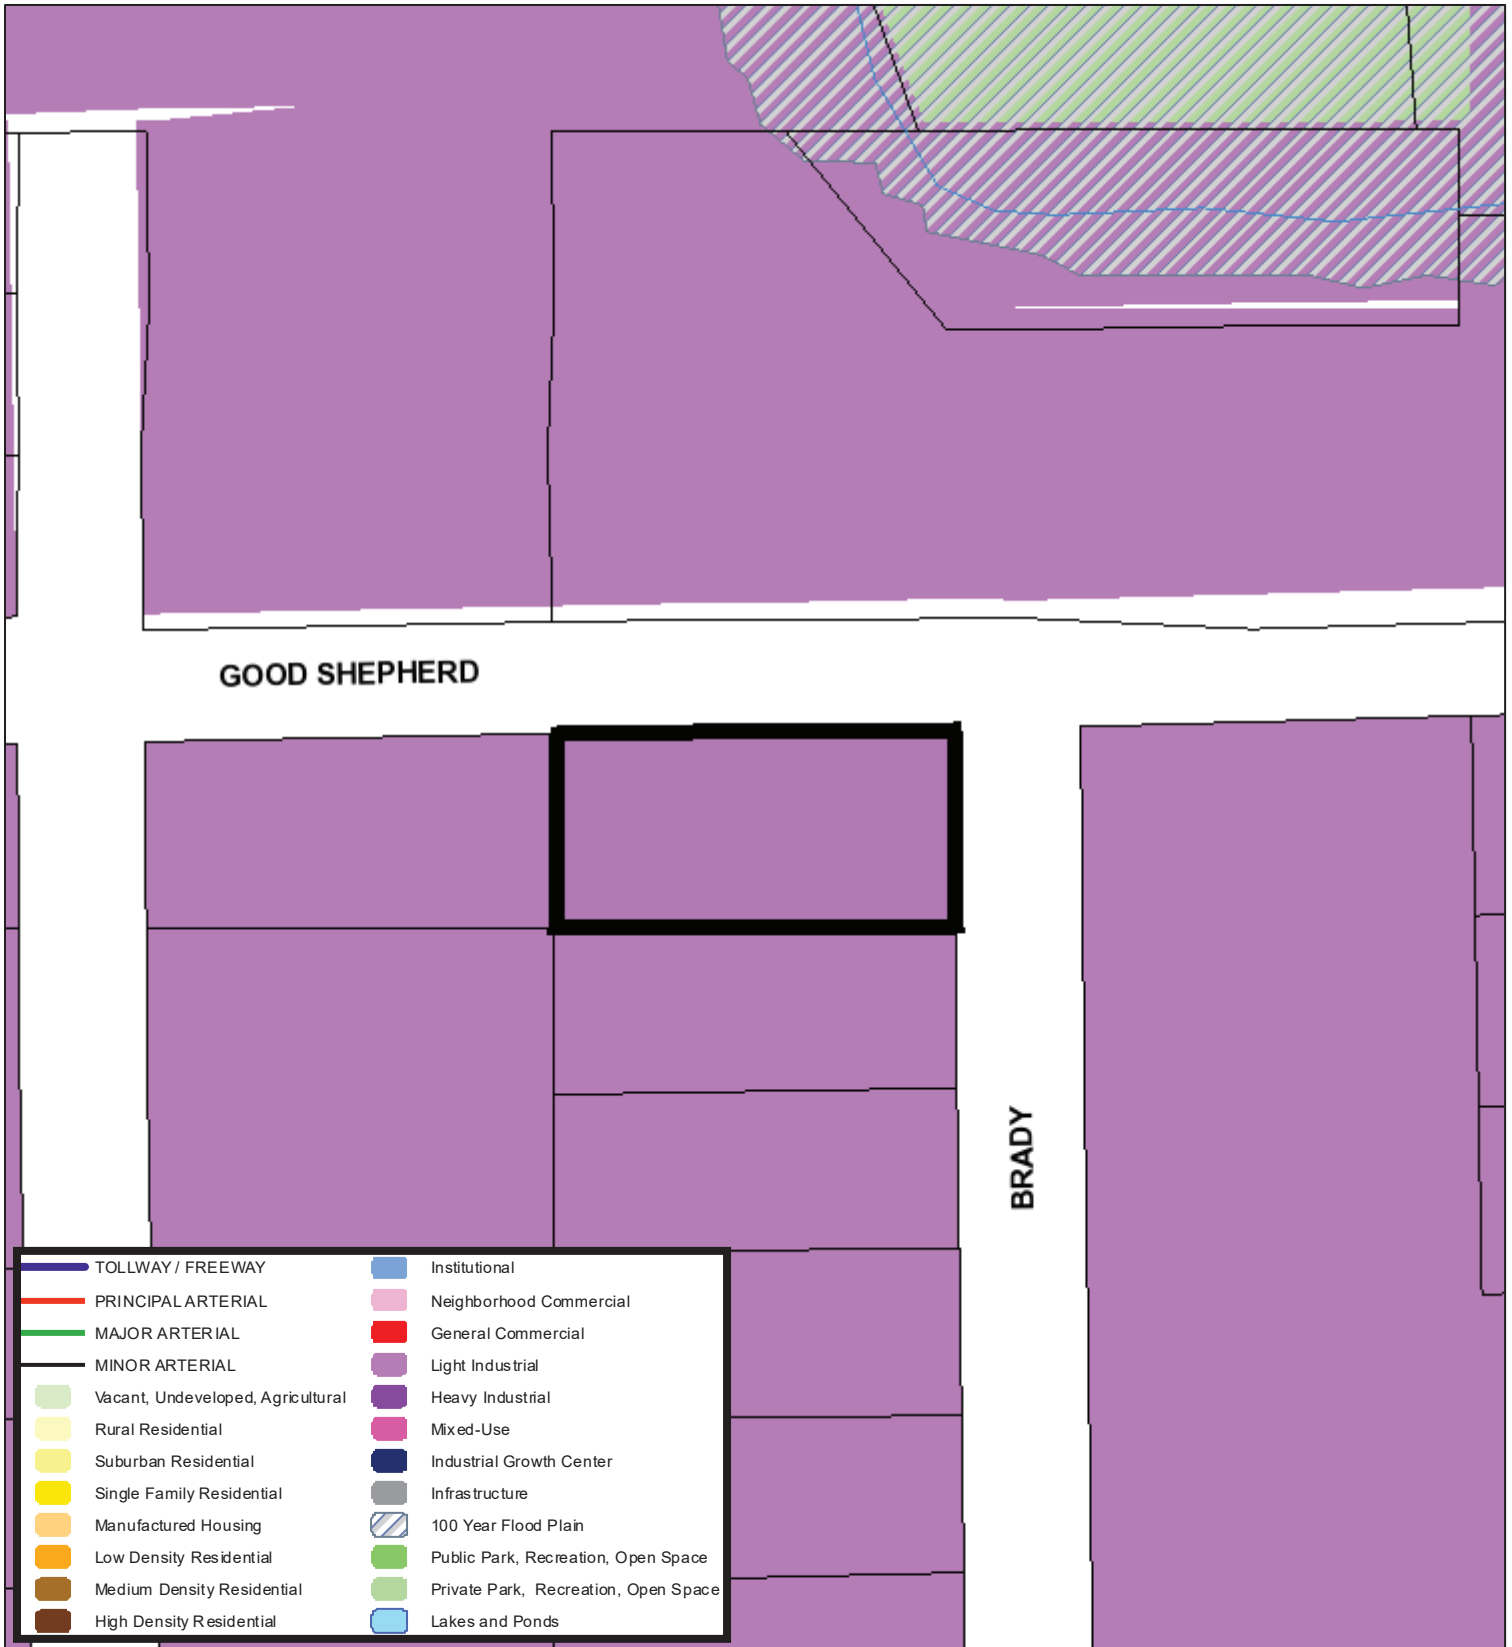 GOOD SHEPHERD
BRADY
TOLLWAY / FREEWAY
PRINCIPAL ARTERIAL
MAJOR ARTERIAL
MINOR ARTERIAL
Vacant, Undeveloped, Agricultural
Rural Residential
Suburban Residential
Single Family Residential
Manufactured Housing
Low Density Residential
Medium Density Residential
High Density Residential
Institutional
Neighborhood Commercial
General Commercial
Light Industrial
Heavy Industrial
Mixed-Use
Industrial Growth Center
Infrastructure
100 Year Flood Plain
Public Park, Recreation, Open Space
Private Park, Recreation, Open Space
Lakes and Ponds